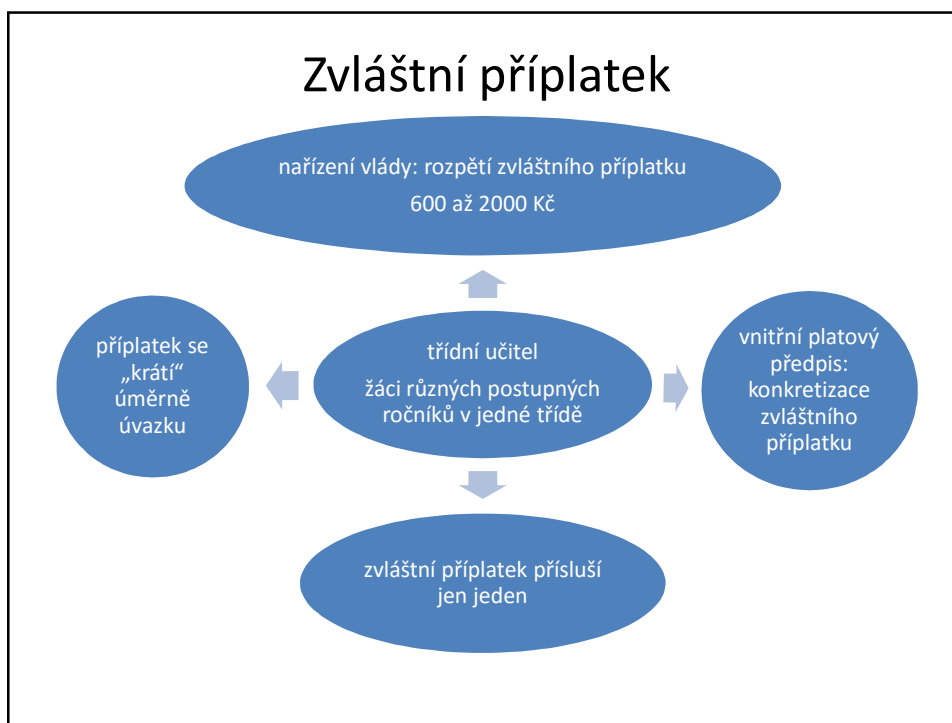 Zvláštní příplatek
nařízení vlády: rozpětí zvláštního příplatku
600 až 2000 Kč
příplatek se
„krátí“
úměrně
úvazku
třídní učitel
žáci různých postupných
ročníků v jedné třídě
vnitřní platový
předpis:
konkretizace
zvláštního
příplatku
zvláštní příplatek přísluší
jen jeden